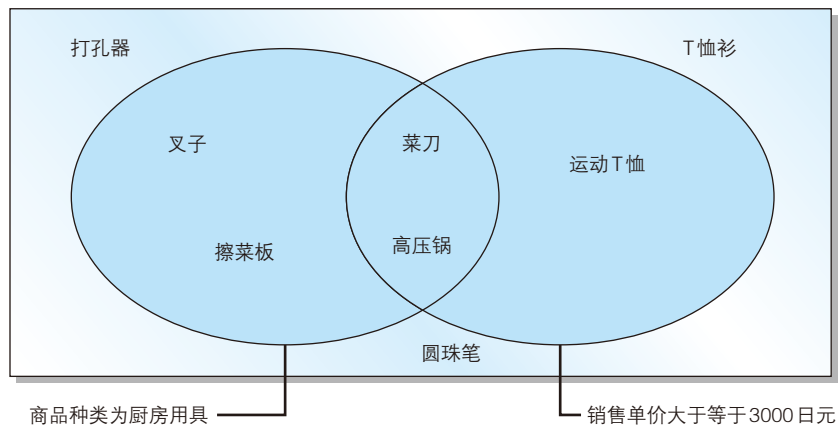 打孔器
T恤衫
叉子
菜刀
运动T恤
擦菜板
高压锅
圆珠笔
商品种类为厨房用具
销售单价大于等于3000日元